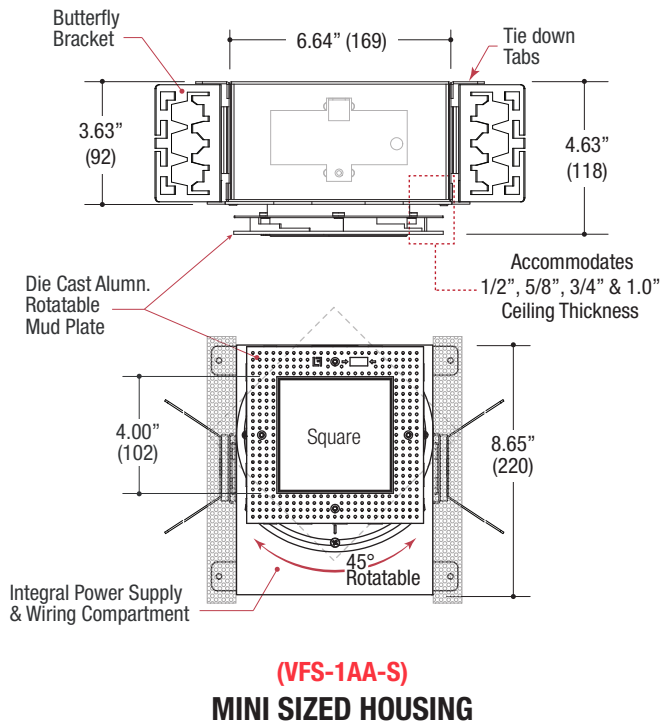 Butterfly
Bracket
6.64” (169)
Tie down
Tabs
3.63”
(92)
4.63”
(118)
Accommodates
1/2”, 5/8”, 3/4” & 1.0”
Ceiling Thickness
Die Cast Alumn.
Rotatable
Mud Plate
4.00”
(102)
Square
8.65”
(220)
45°
Rotatable
Integral Power Supply
& Wiring Compartment
(VFS-1AA-S)
MINI SIZED HOUSING